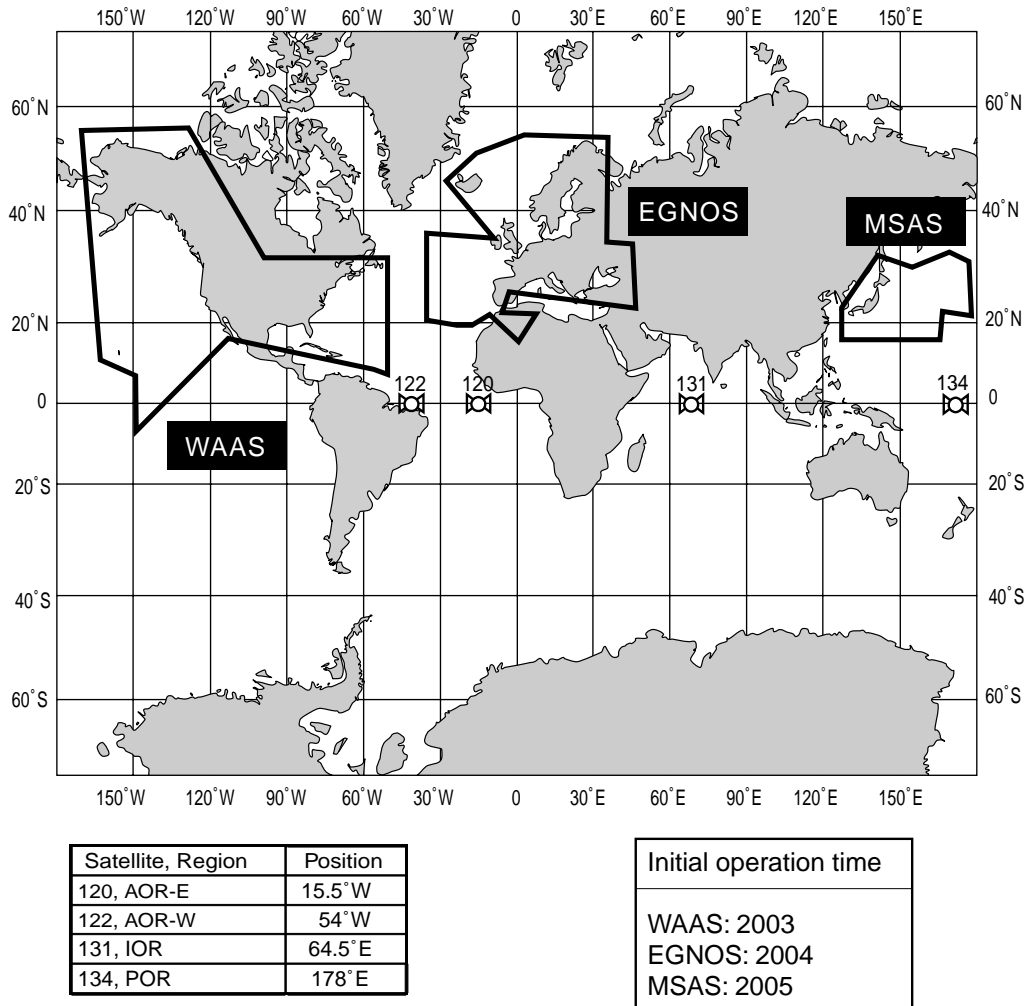 150˚W 120˚W 90˚W 60˚W 30˚W 0 30˚E 60˚E 90˚E 120˚E 150˚E
60˚N 60˚N
EGNOS
40˚N MSAS 40˚N
20˚N 20˚N
122 120 131 134
0 0
WAAS
20˚S 20˚S
40˚S 40˚S
60˚S 60˚S
150˚W 120˚W 90˚W 60˚W 30˚W 0 30˚E 60˚E 90˚E 120˚E 150˚E
Satellite, Region Position
120, AOR-E 15.5˚W
122, AOR-W 54˚W
131, IOR 64.5˚E
134, POR 178˚E
Initial operation time
WAAS: 2003
EGNOS: 2004
MSAS: 2005